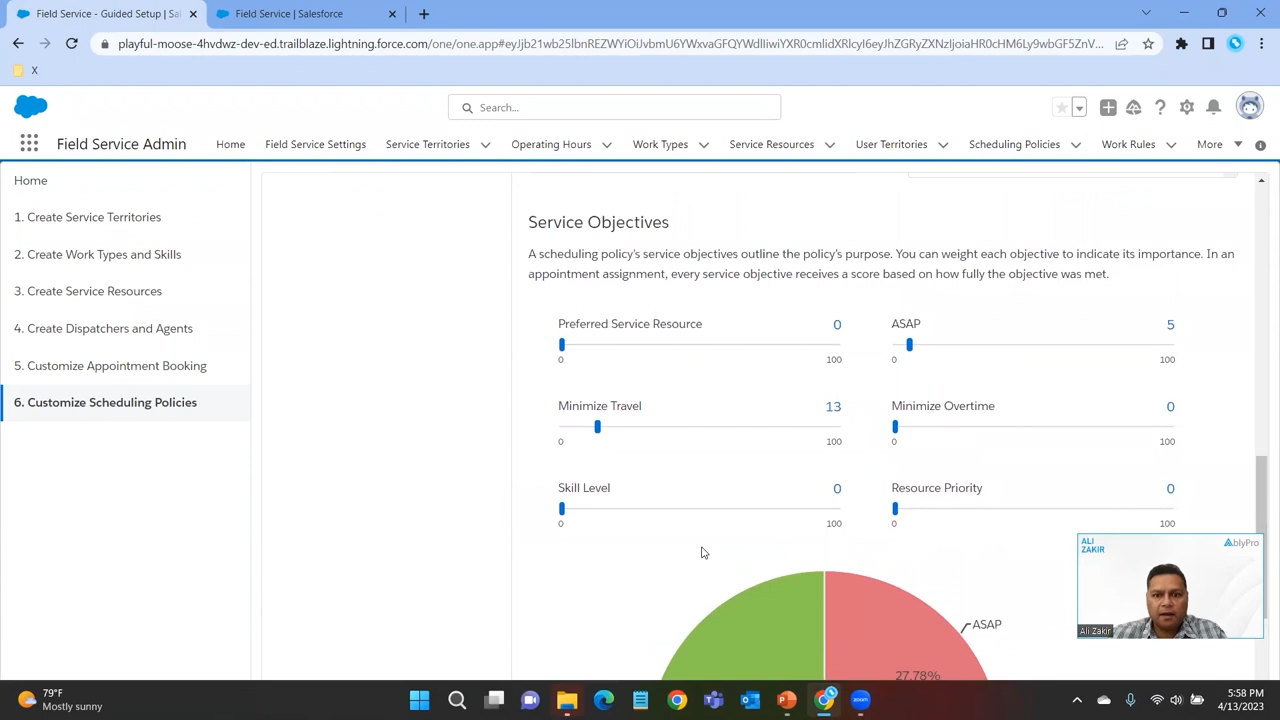 Field Service - Guided Setup | Sal
Field Service | Salesforce
playful-moose-4hvdwz-dev-ed.trailblaze.lightning.force.com/one/one.app#
X
Search...
Field Service Admin
Home
Field Service Settings
Service Territories
Operating Hours
Work Types
Service Resources
User Territories
Scheduling Policies
Work Rules
More
Home
1. Create Service Territories
2. Create Work Types and Skills
3. Create Service Resources
4. Create Dispatchers and Agents
5. Customize Appointment Booking
6. Customize Scheduling Policies
Service Objectives
A scheduling policy's service objectives outline the policy's purpose. You can weight each objective to indicate its importance. In an
appointment assignment, every service objective receives a score based on how fully the objective was met.
Preferred Service Resource 0
0 100
ASAP 5
0 100
Minimize Travel 13
0 100
Minimize Overtime 0
0 100
Skill Level 0
0 100
Resource Priority 0
0 100
ASAP
27.78%
ALI
ZAKIR
AblyPro
Ali Zakir
79°F
Mostly sunny
zoom
5:58 PM
4/13/2023